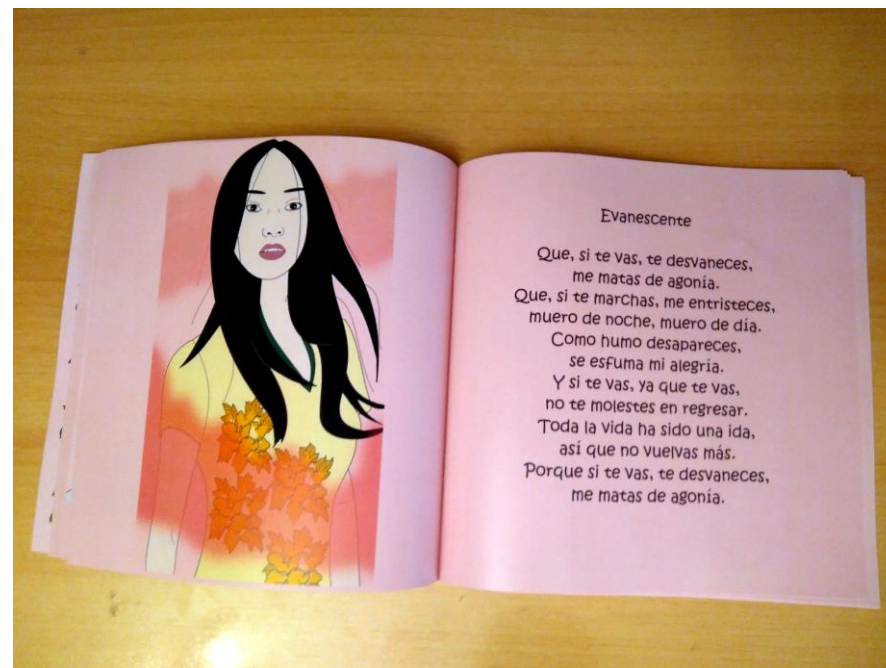 Evanescente
Que, si te vas, te desvaneces,
me matas de agonía.
Que, si te marchas, me entristeces,
muero de noche, muero de día.
Como humo desapareces,
se esfuma mi alegría.
Y si te vas, ya que te vas,
no te molestes en regresar.
Toda la vida ha sido una ida,
así que no vuelvas más.
Porque si te vas, te desvaneces,
me matas de agonía.